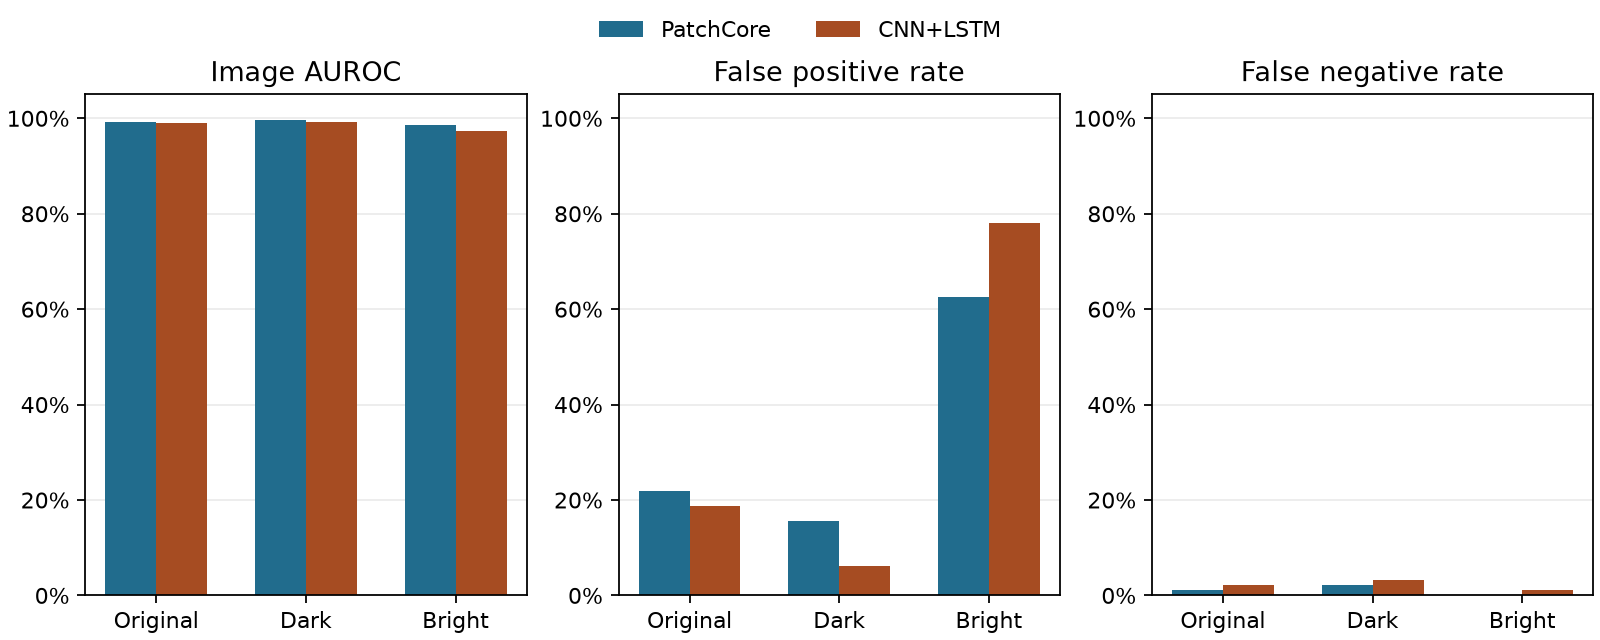 PatchCore CNN+LSTM
Image AUROC
100%
80%
60%
40%
20%
0%
Original Dark Bright
False positive rate
100%
80%
60%
40%
20%
0%
Original Dark Bright
False negative rate
100%
80%
60%
40%
20%
0%
Original Dark Bright